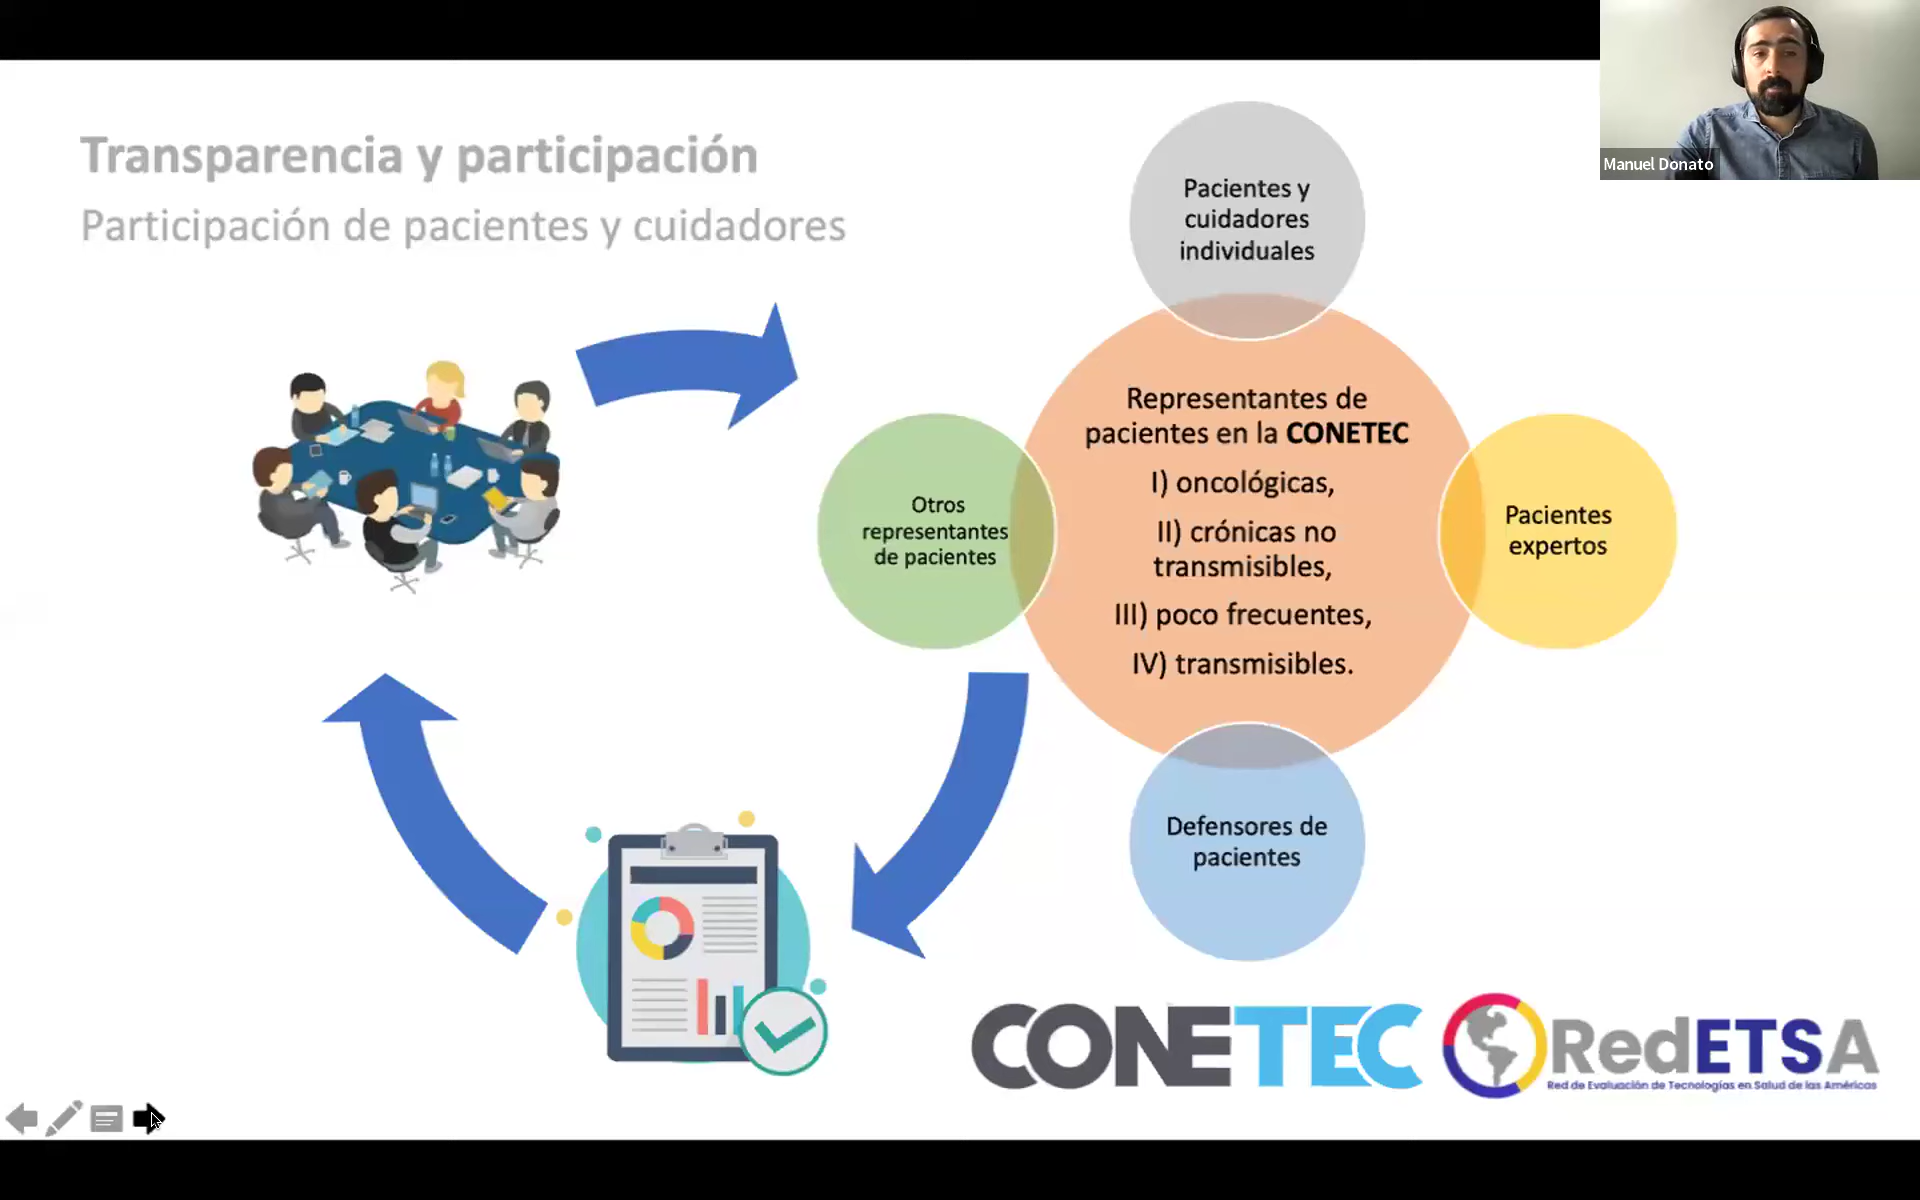 Transparencia y participación
Participación de pacientes y cuidadores
Manuel Donato
Pacientes y
cuidadores
individuales
Representantes de
pacientes en la CONETEC
I) oncológicas,
II) crónicas no
transmisibles,
III) poco frecuentes,
IV) transmisibles.
Otros
representantes
de pacientes
Pacientes
expertos
Defensores de
pacientes
CONETEC
RedETSA
Red de Evaluación de Tecnologías en Salud de las Américas